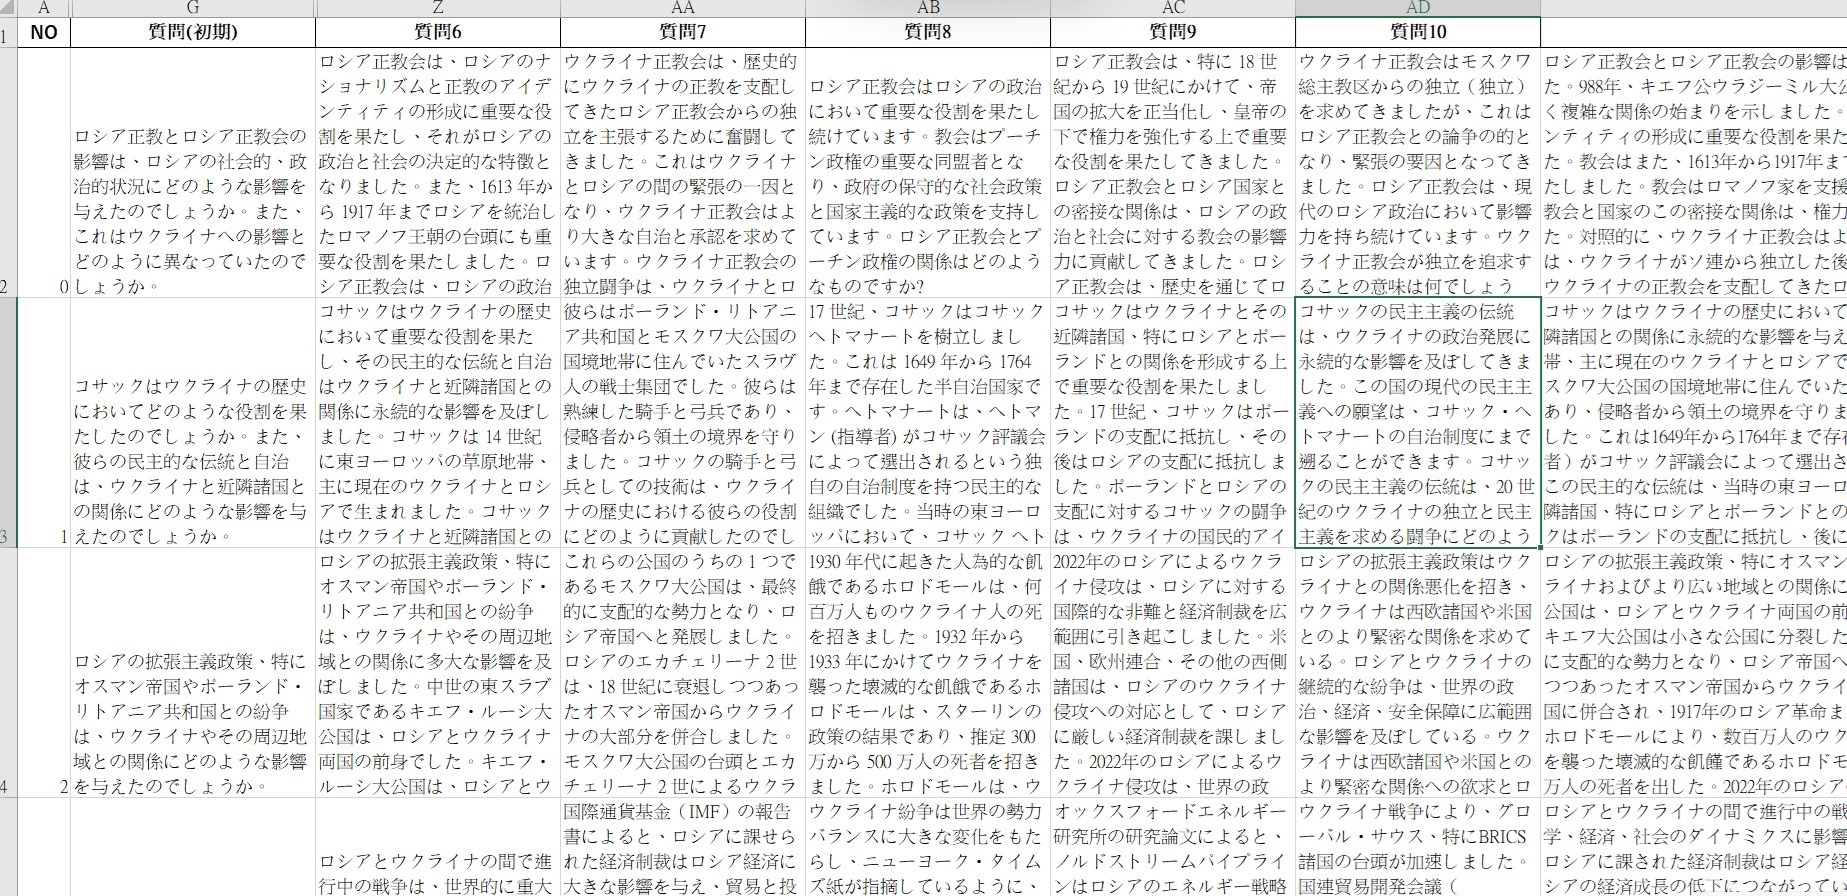 A G Z AA AB AC AD
1 NO 質問(初期) 質問6 質問7 質問8 質問9 質問10
2
0
ロシア正教とロシア正教会の
影響は、ロシアの社会的、政
治的状況にどのような影響を
与えたのでしょうか。また、
これはウクライナへの影響と
どのように異なっていたので
しょうか。
ロシア正教会は、ロシアのナ
ショナリズムと正教のアイデ
ンティティの形成に重要な役
割を果たし、それがロシアの
政治と社会の決定的な特徴と
なりました。また、1613 年か
ら 1917 年までロシアを統治し
たロマノフ王朝の台頭にも重
要な役割を果たしました。ロ
シア正教会は、ロシアの政治
ウクライナ正教会は、歴史的
にウクライナの正教を支配し
てきたロシア正教会からの独
立を主張するために奮闘して
きました。これはウクライナ
とロシアの間の緊張の一因と
なり、ウクライナ正教会はよ
り大きな自治と承認を求めて
います。ウクライナ正教会の
独立闘争は、ウクライナとロ
ロシア正教会はロシアの政治
において重要な役割を果たし
続けています。教会はプーチ
ン政権の重要な同盟者とな
り、政府の保守的な社会政策
と国家主義的な政策を支持し
ています。ロシア正教会とプ
ーチン政権の関係はどのよう
なものですか?
ロシア正教会は、特に 18 世
紀から 19 世紀にかけて、帝
国の拡大を正当化し、皇帝の
下で権力を強化する上で重要
な役割を果たしてきました。
ロシア正教会とロシア国家と
の密接な関係は、ロシアの政
治と社会に対する教会の影響
力に貢献してきました。ロシ
ア正教会は、歴史を通じてロ
ウクライナ正教会はモスクワ
総主教区からの独立（独立）
を求めてきましたが、これは
ロシア正教会との論争の的と
なり、緊張の要因となってき
ました。ロシア正教会は、現
代のロシア政治において影響
力を持ち続けています。ウク
ライナ正教会が独立を追求す
ることの意味は何でしょう
ロシア正教会とロシア正教会の影響は
た。988年、キエフ公ウラジーミル大公
く複雑な関係の始まりを示しました。
ンティティの形成に重要な役割を果た
た。教会はまた、1613年から1917年ま
たしました。教会はロマノフ家を支援
教会と国家のこの密接な関係は、権力
た。対照的に、ウクライナ正教会はよ
は、ウクライナがソ連から独立した後
ウクライナの正教会を支配してきたロ
3
1
コサックはウクライナの歴史
においてどのような役割を果
たしたのでしょうか。また、
彼らの民主的な伝統と自治
は、ウクライナと近隣諸国と
の関係にどのような影響を与
えたのでしょうか。
コサックはウクライナの歴史
において重要な役割を果た
し、その民主的な伝統と自治
はウクライナと近隣諸国との
関係に永続的な影響を及ぼし
ました。コサックは 14 世紀
に東ヨーロッパの草原地帯、
主に現在のウクライナとロシ
アで生まれました。コサック
はウクライナと近隣諸国との
彼らはポーランド・リトアニ
ア共和国とモスクワ大公国の
国境地帯に住んでいたスラヴ
人の戦士集団でした。彼らは
熟練した騎手と弓兵であり、
侵略者から領土の境界を守り
ました。コサックの騎手と弓
兵としての技術は、ウクライ
ナの歴史における彼らの役割
にどのように貢献したのでし
17 世紀、コサックはコサック
ヘトマナートを樹立しまし
た。これは 1649 年から 1764
年まで存在した半自治国家で
す。ヘトマナートは、ヘトマ
ン (指導者) がコサック評議会
によって選出されるという独
自の自治制度を持つ民主的な
組織でした。当時の東ヨーロ
ッパにおいて、コサック ヘト
コサックはウクライナとその
近隣諸国、特にロシアとポー
ランドとの関係を形成する上
で重要な役割を果たしまし
た。17 世紀、コサックはポー
ランドの支配に抵抗し、その
後はロシアの支配に抵抗しま
した。ポーランドとロシアの
支配に対するコサックの闘争
は、ウクライナの国民的アイ
コサックの民主主義の伝統
は、ウクライナの政治発展に
永続的な影響を及ぼしてきま
した。この国の現代の民主主
義への願望は、コサック・ヘ
トマナートの自治制度にまで
遡ることができます。コサッ
クの民主主義の伝統は、20 世
紀のウクライナの独立と民主
主義を求める闘争にどのよう
コサックはウクライナの歴史において
隣諸国との関係に永続的な影響を与え
帯、主に現在のウクライナとロシアで
スクワ大公国の国境地帯に住んでいた
あり、侵略者から領土の境界を守りま
した。これは1649年から1764年まで存在
者）がコサック評議会によって選出さ
この民主的な伝統は、当時の東ヨーロ
隣諸国、特にロシアとポーランドとの
クはポーランドの支配に抵抗し、後に
4
2
ロシアの拡張主義政策、特に
オスマン帝国やポーランド・
リトアニア共和国との紛争
は、ウクライナやその周辺地
域との関係にどのような影響
を与えたのでしょうか。
ロシアの拡張主義政策、特に
オスマン帝国やポーランド・
リトアニア共和国との紛争
は、ウクライナやその周辺地
域との関係に多大な影響を及
ぼしました。中世の東スラブ
国家であるキエフ・ルーシ大
公国は、ロシアとウクライナ
両国の前身でした。キエフ・
ルーシ大公国は、ロシアとウ
これらの公国のうちの 1 つで
あるモスクワ大公国は、最終
的に支配的な勢力となり、ロ
シア帝国へと発展しました。
ロシアのエカチェリーナ 2 世
は、18 世紀に衰退しつつあっ
たオスマン帝国からウクライ
ナの大部分を併合しました。
モスクワ大公国の台頭とエカ
チェリーナ 2 世によるウクラ
1930 年代に起きた人為的な飢
餓であるホロドモールは、何
百万人ものウクライナ人の死
を招きました。1932 年から
1933 年にかけてウクライナを
襲った壊滅的な飢餓であるホ
ロドモールは、スターリンの
政策の結果であり、推定 300
万から 500 万人の死者を招き
ました。ホロドモールは、ウ
2022年のロシアによるウクラ
イナ侵攻は、ロシアに対する
国際的な非難と経済制裁を広
範囲に引き起こしました。米
国、欧州連合、その他の西側
諸国は、ロシアのウクライナ
侵攻への対応として、ロシア
に厳しい経済制裁を課しまし
た。2022年のロシアによるウ
クライナ侵攻は、世界の政
ロシアの拡張主義政策はウク
ライナとの関係悪化を招き、
ウクライナは西欧諸国や米国
とのより緊密な関係を求めて
いる。ロシアとウクライナの
継続的な紛争は、世界の政
治、経済、安全保障に広範囲
な影響を及ぼしている。ウク
ライナは西欧諸国や米国との
より緊密な関係への欲求とロ
ロシアの拡張主義政策、特にオスマン
ライナおよびより広い地域との関係に
公国は、ロシアとウクライナ両国の前
キエフ大公国は小さな公国に分裂した
に支配的な勢力となり、ロシア帝国へ
つつあったオスマン帝国からウクライ
国に併合され、1917年のロシア革命ま
ホロドモールにより、数百万人のウク
を襲った壊滅的な飢饉であるホロドモ
万人の死者を出した。2022年のロシア
ロシアとウクライナの間で進
行中の戦争は、世界的に重大
国際通貨基金（IMF）の報告
書によると、ロシアに課せら
れた経済制裁はロシア経済に
大きな影響を与え、貿易と投
ウクライナ紛争は世界の勢力
バランスに大きな変化をもた
らし、ニューヨーク・タイム
ズ紙が指摘しているように、
オックスフォードエネルギー
研究所の研究論文によると、
ノルドストリームパイプライ
ンはロシアのエネルギー戦略
ウクライナ戦争により、グロ
ーバル・サウス、特にBRICS
諸国の台頭が加速しました。
国連貿易開発会議（
ロシアとウクライナの間で進行中の戦
学、経済、社会のダイナミクスに影響
ロシアに課された経済制裁はロシア経
シアの経済成長の低下につながってい